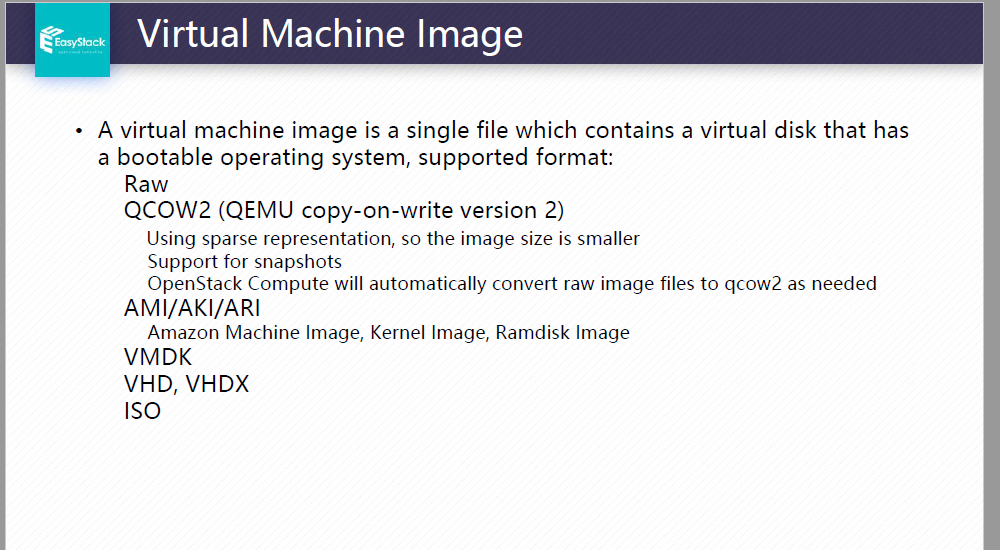 EasyStack
Virtual Machine Image
• A virtual machine image is a single file which contains a virtual disk that has
a bootable operating system, supported format:
Raw
QCOW2 (QEMU copy-on-write version 2)
Using sparse representation, so the image size is smaller
Support for snapshots
OpenStack Compute will automatically convert raw image files to qcow2 as needed
AMI/AKI/ARI
Amazon Machine Image, Kernel Image, Ramdisk Image
VMDK
VHD, VHDX
ISO